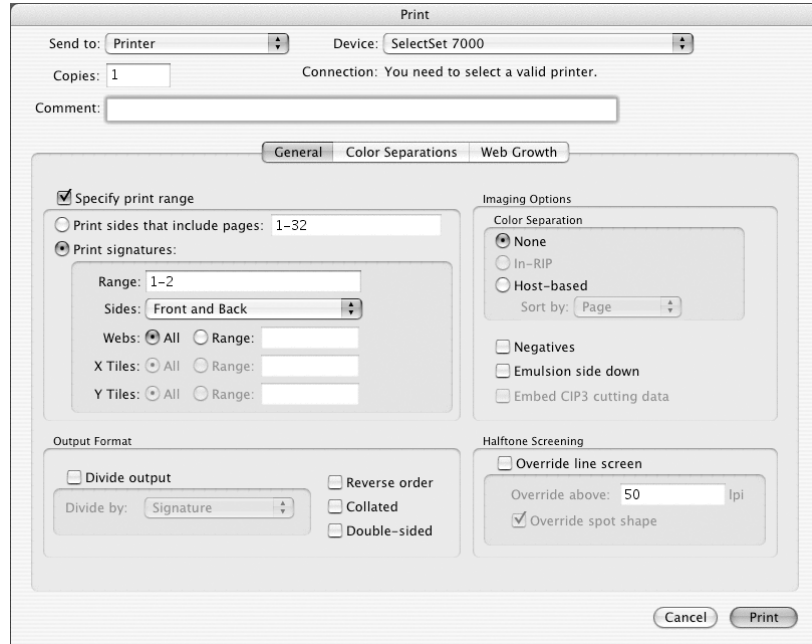 Print
Send to: Printer
Device: SelectSet 7000
Copies: 1
Connection: You need to select a valid printer.
Comment:
General
Color Separations
Web Growth
Specify print range
Print sides that include pages: 1-32
Print signatures:
Range: 1-2
Sides: Front and Back
Webs: All Range:
X Tiles: All Range:
Y Tiles: All Range:
Imaging Options
Color Separation
None
In-RIP
Host-based
Sort by: Page
Negatives
Emulsion side down
Embed CIP3 cutting data
Output Format
Divide output
Divide by: Signature
Reverse order
Collated
Double-sided
Halftone Screening
Override line screen
Override above: 50 lpi
Override spot shape
Cancel
Print